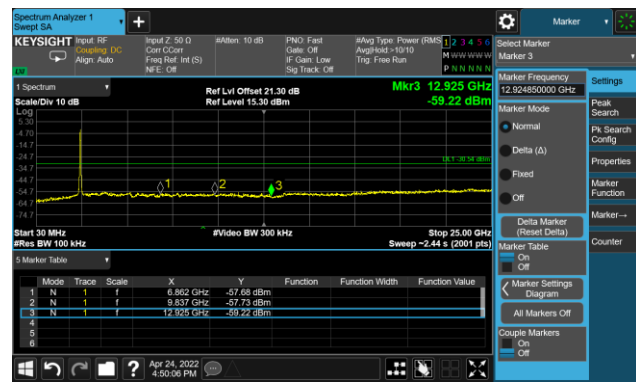 Spectrum Analyzer 1
Swept SA
+
Marker
KEYSIGHT
Input: RF
Coupling: DC
Align: Auto
Input Z: 50 Ω
Corr CCorr
Freq Ref: Int (S)
NFE: Off
#Atten: 10 dB
PNO: Fast
Gate: Off
IF Gain: Low
Sig Track: Off
#Avg Type: Power (RMS
Avg|Hold:>10/10
Trig: Free Run
1 2 3 4 5 6
M W W W W W
P N N N N N
Select Marker
Marker 3
LXI
1 Spectrum
Scale/Div 10 dB
Ref Lvl Offset 21.30 dB
Ref Level 15.30 dBm
Mkr3 12.925 GHz
-59.22 dBm
Log
5.30
-4.70
-14.7
-24.7
-34.7
-44.7
-54.7
-64.7
-74.7
DL1 -30.54 dBm
1
2
3
Start 30 MHz
#Res BW 100 kHz
#Video BW 300 kHz
Stop 25.00 GHz
Sweep ~2.44 s (2001 pts)
5 Marker Table
Mode Trace Scale X Y Function Function Width Function Value
1 N 1 f 6.862 GHz -57.68 dBm
2 N 1 f 9.837 GHz -57.73 dBm
3 N 1 f 12.925 GHz -59.22 dBm
4
5
6
Marker Frequency
12.924850000 GHz
Marker Mode
Normal
Delta (Δ)
Fixed
Off
Delta Marker
(Reset Delta)
Marker Table
On
Off
Marker Settings
Diagram
All Markers Off
Couple Markers
On
Off
Settings
Peak
Search
Pk Search
Config
Properties
Marker
Function
Marker→
Counter
?
Apr 24, 2022
4:50:06 PM